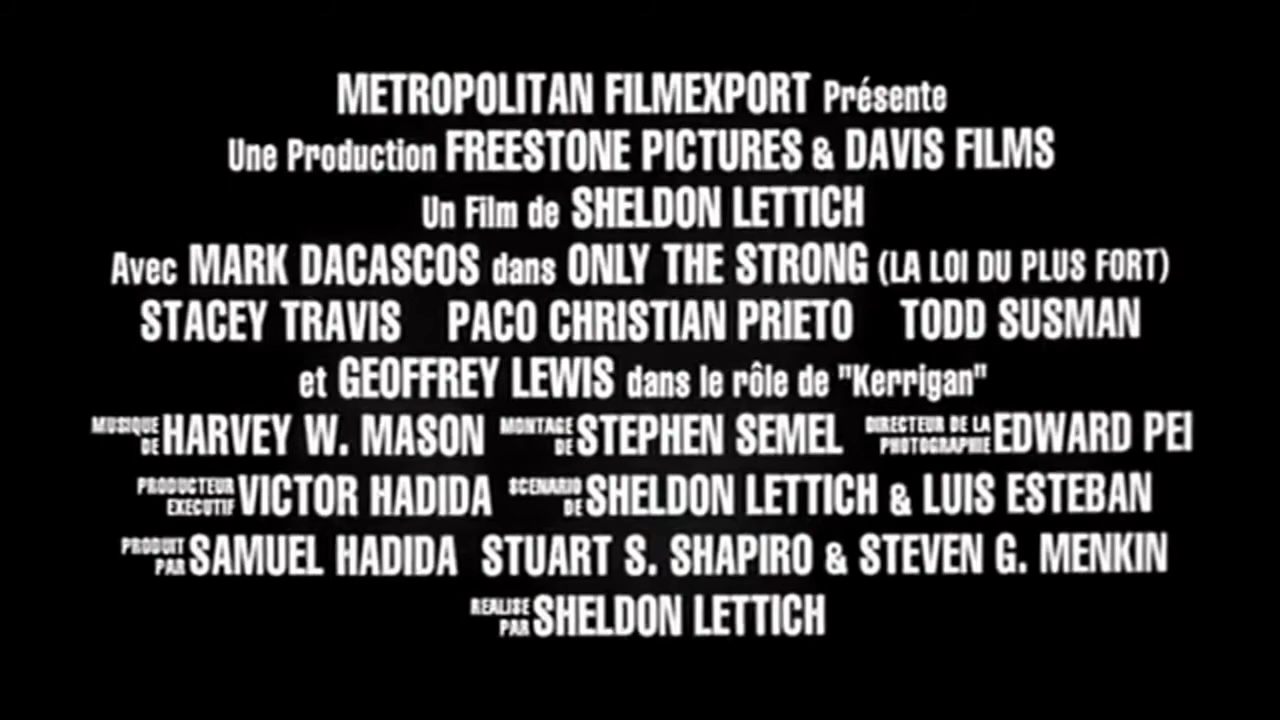 METROPOLITAN FILMEXPORT Présente
Une Production FREESTONE PICTURES & DAVIS FILMS
Un Film de SHELDON LETTICH
Avec MARK DACASCOS dans ONLY THE STRONG (LA LOI DU PLUS FORT)
STACEY TRAVIS PACO CHRISTIAN PRIETO TODD SUSMAN
et GEOFFREY LEWIS dans le rôle de "Kerrigan"
MUSIQUE DE HARVEY W. MASON MONTAGE DE STEPHEN SEMEL DIRECTEUR DE LA PHOTOGRAPHIE EDWARD PEI
PRODUCTEUR EXECUTIF VICTOR HADIDA SCENARIO DE SHELDON LETTICH & LUIS ESTEBAN
PRODUIT PAR SAMUEL HADIDA STUART S. SHAPIRO & STEVEN G. MENKIN
REALISE PAR SHELDON LETTICH